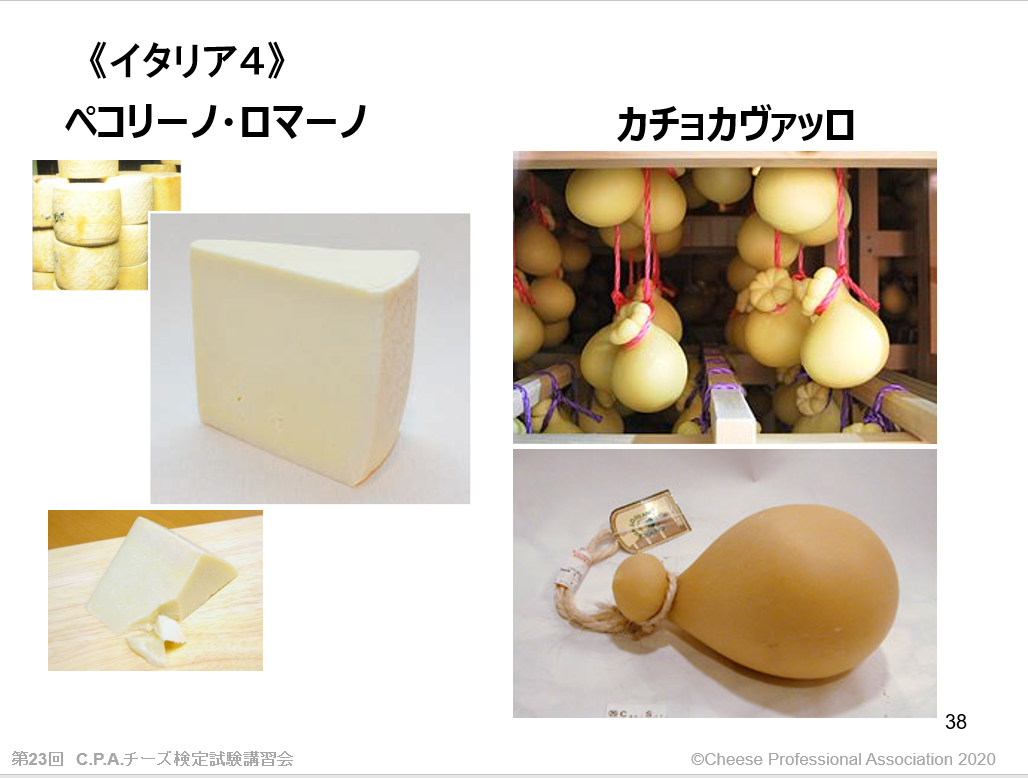 《イタリア４》
ペコリーノ・ロマーノ
カチョカヴァッロ
38
第23回 C.P.A.チーズ検定試験講習会
©Cheese Professional Association 2020